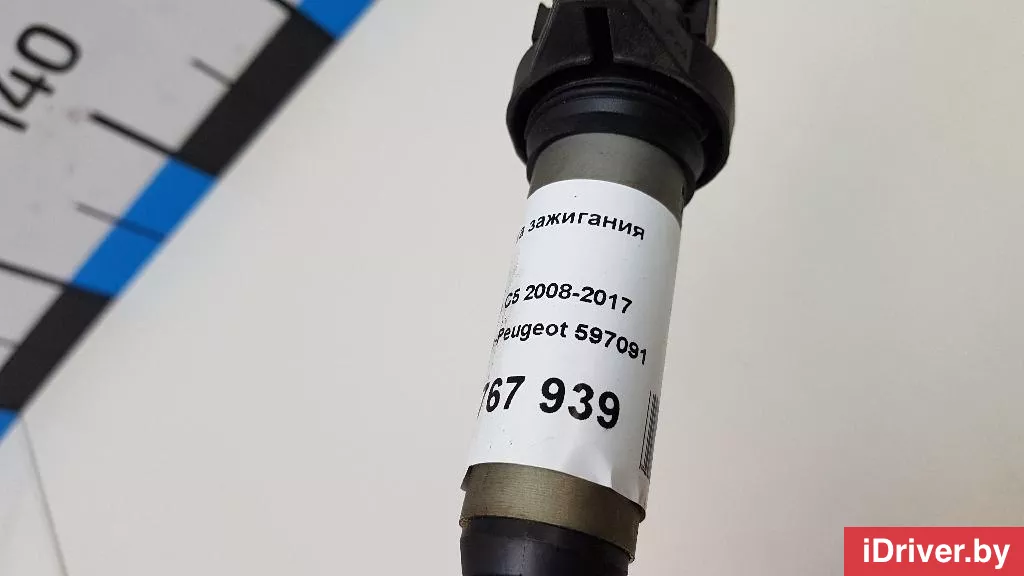 140
зажигания
C5 2008-2017
-Peugeot 597091
767 939
iDriver.by